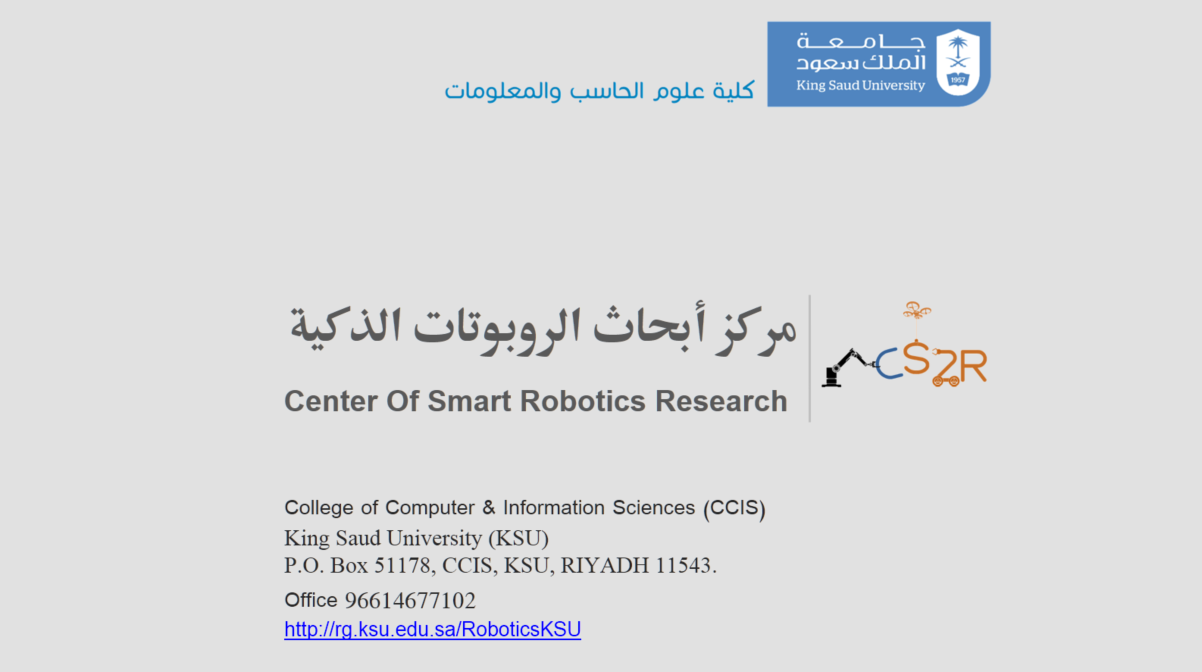 جامعة
الملك سعود
King Saud University
1957
كلية علوم الحاسب والمعلومات
مركز أبحاث الروبوتات الذكية
Center Of Smart Robotics Research
CS2R
College of Computer & Information Sciences (CCIS)
King Saud University (KSU)
P.O. Box 51178, CCIS, KSU, RIYADH 11543.
Office 96614677102
http://rg.ksu.edu.sa/RoboticsKSU